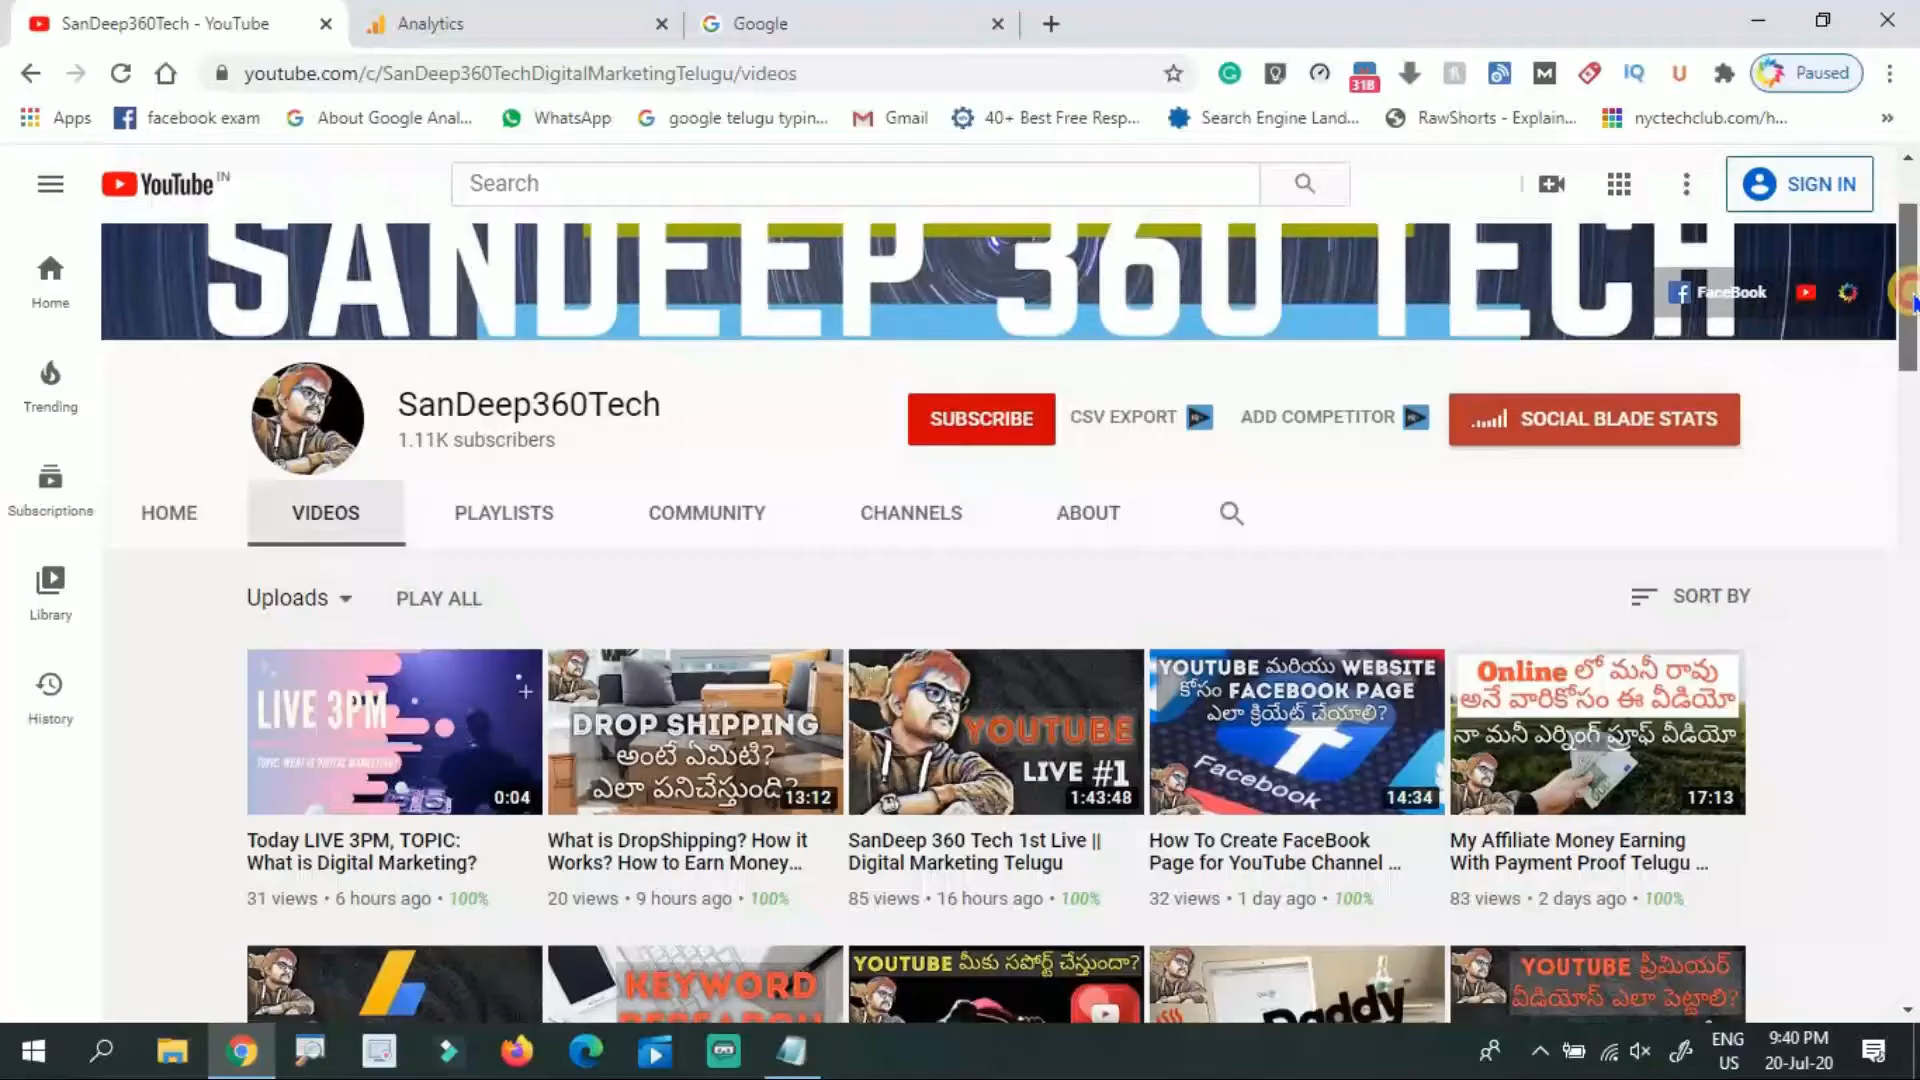 SanDeep360Tech - YouTube
Analytics
Google
youtube.com/c/SanDeep360TechDigitalMarketingTelugu/videos
31B
IQ
Paused
Apps
facebook exam
About Google Anal...
WhatsApp
google telugu typin...
Gmail
40+ Best Free Resp...
Search Engine Land...
RawShorts - Explain...
nyctechclub.com/h...
YouTube IN
Search
SIGN IN
SANDEEP 360 TECH
FaceBook
Home
Trending
Subscriptions
Library
History
SanDeep360Tech
1.11K subscribers
SUBSCRIBE
CSV EXPORT
ADD COMPETITOR
SOCIAL BLADE STATS
HOME
VIDEOS
PLAYLISTS
COMMUNITY
CHANNELS
ABOUT
Uploads
PLAY ALL
SORT BY
LIVE 3PM
TOPIC: WHAT IS DIGITAL MARKETING?
0:04
DROP SHIPPING
అంటే ఏమిటి?
ఎలా పనిచేస్తుంది?
13:12
YOUTUBE
LIVE #1
1:43:48
YOUTUBE మరియు WEBSITE
కోసం FACEBOOK PAGE
ఎలా క్రియేట్ చేయాలి?
Facebook
14:34
Online లో మనీ రావు
అనే వారికోసం ఈ వీడియో
నా మనీ ఎర్నింగ్ ప్రూఫ్ వీడియో
17:13
Today LIVE 3PM, TOPIC:
What is Digital Marketing?
31 views • 6 hours ago • 100%
What is DropShipping? How it
Works? How to Earn Money...
20 views • 9 hours ago • 100%
SanDeep 360 Tech 1st Live ||
Digital Marketing Telugu
85 views • 16 hours ago • 100%
How To Create FaceBook
Page for YouTube Channel ...
32 views • 1 day ago • 100%
My Affiliate Money Earning
With Payment Proof Telugu ...
83 views • 2 days ago • 100%
KEYWORD
RESEARCH
YOUTUBE మీకు సపోర్ట్ చేస్తుందా?
Daddy
YOUTUBE ప్రీమియర్
వీడియోస్ ఎలా పెట్టాలి?
ENG
US
9:40 PM
20-Jul-20